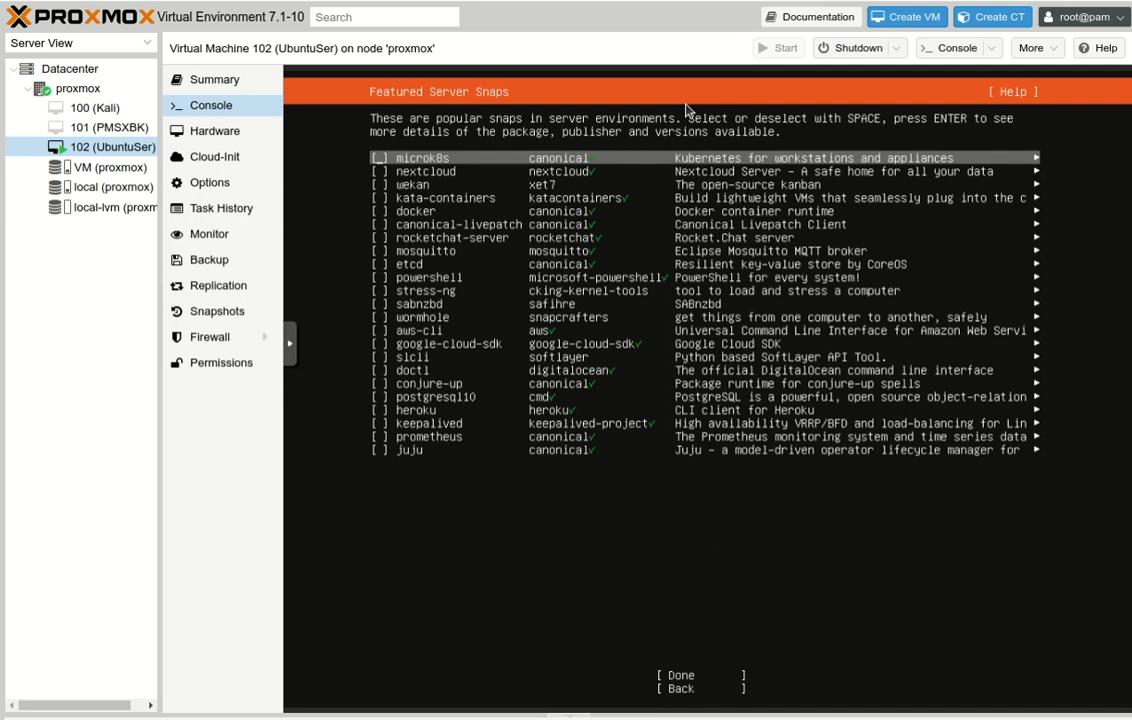 PROXMOX Virtual Environment 7.1-10 Search Documentation Create VM Create CT root@pam
Server View
Virtual Machine 102 (UbuntuSer) on node 'proxmox' Start Shutdown Console More Help
Datacenter
proxmox
100 (Kali)
101 (PMSXBK)
102 (UbuntuSer)
VM (proxmox)
local (proxmox)
local-lvm (proxm
Summary
Console
Hardware
Cloud-Init
Options
Task History
Monitor
Backup
Replication
Snapshots
Firewall
Permissions
Featured Server Snaps [ Help ]
These are popular snaps in server environments. Select or deselect with SPACE, press ENTER to see
more details of the package, publisher and versions available.
[_] microk8s canonical✓ Kubernetes for workstations and appliances ▸
[ ] nextcloud nextcloud✓ Nextcloud Server - A safe home for all your data ▸
[ ] wekan xet7 The open-source kanban ▸
[ ] kata-containers katacontainers✓ Build lightweight VMs that seamlessly plug into the c ▸
[ ] docker canonical✓ Docker container runtime ▸
[ ] canonical-livepatch canonical✓ Canonical Livepatch Client ▸
[ ] rocketchat-server rocketchat✓ Rocket.Chat server ▸
[ ] mosquitto mosquitto✓ Eclipse Mosquitto MQTT broker ▸
[ ] etcd canonical✓ Resilient key-value store by CoreOS ▸
[ ] powershell microsoft-powershell✓ PowerShell for every system! ▸
[ ] stress-ng cking-kernel-tools tool to load and stress a computer ▸
[ ] sabnzbd safihre SABnzbd ▸
[ ] wormhole snapcrafters get things from one computer to another, safely ▸
[ ] aws-cli aws✓ Universal Command Line Interface for Amazon Web Servi ▸
[ ] google-cloud-sdk google-cloud-sdk✓ Google Cloud SDK ▸
[ ] slcli softlayer Python based SoftLayer API Tool. ▸
[ ] doctl digitalocean✓ The official DigitalOcean command line interface ▸
[ ] conjure-up canonical✓ Package runtime for conjure-up spells ▸
[ ] postgresql10 cmd✓ PostgreSQL is a powerful, open source object-relation ▸
[ ] heroku heroku✓ CLI client for Heroku ▸
[ ] keepalived keepalived-project✓ High availability VRRP/BFD and load-balancing for Lin ▸
[ ] prometheus canonical✓ The Prometheus monitoring system and time series data ▸
[ ] juju canonical✓ Juju - a model-driven operator lifecycle manager for ▸
[ Done ]
[ Back ]